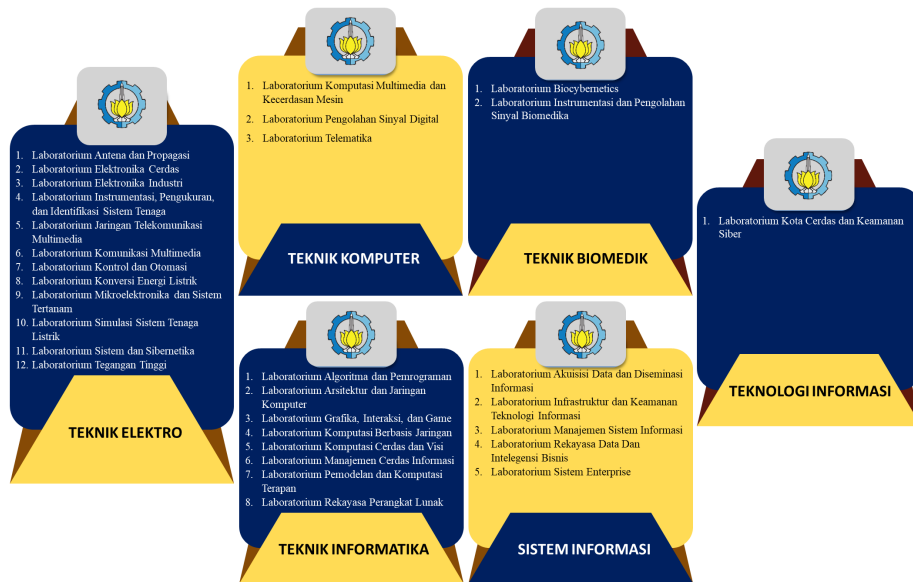 1. Laboratorium Antena dan Propagasi
2. Laboratorium Elektronika Cerdas
3. Laboratorium Elektronika Industri
4. Laboratorium Instrumentasi, Pengukuran,
dan Identifikasi Sistem Tenaga
5. Laboratorium Jaringan Telekomunikasi
Multimedia
6. Laboratorium Komunikasi Multimedia
7. Laboratorium Kontrol dan Otomasi
8. Laboratorium Konversi Energi Listrik
9. Laboratorium Mikroelektronika dan Sistem
Tertanam
10. Laboratorium Simulasi Sistem Tenaga
Listrik
11. Laboratorium Sistem dan Sibernetika
12. Laboratorium Tegangan Tinggi
TEKNIK ELEKTRO
1. Laboratorium Komputasi Multimedia dan
Kecerdasan Mesin
2. Laboratorium Pengolahan Sinyal Digital
3. Laboratorium Telematika
TEKNIK KOMPUTER
1. Laboratorium Biocybernetics
2. Laboratorium Instrumentasi dan Pengolahan
Sinyal Biomedika
TEKNIK BIOMEDIK
1. Laboratorium Kota Cerdas dan Keamanan
Siber
TEKNOLOGI INFORMASI
1. Laboratorium Algoritma dan Pemrograman
2. Laboratorium Arsitektur dan Jaringan
Komputer
3. Laboratorium Grafika, Interaksi, dan Game
4. Laboratorium Komputasi Berbasis Jaringan
5. Laboratorium Komputasi Cerdas dan Visi
6. Laboratorium Manajemen Cerdas Informasi
7. Laboratorium Pemodelan dan Komputasi
Terapan
8. Laboratorium Rekayasa Perangkat Lunak
TEKNIK INFORMATIKA
1. Laboratorium Akuisisi Data dan Diseminasi
Informasi
2. Laboratorium Infrastruktur dan Keamanan
Teknologi Informasi
3. Laboratorium Manajemen Sistem Informasi
4. Laboratorium Rekayasa Data Dan
Intelegensi Bisnis
5. Laboratorium Sistem Enterprise
SISTEM INFORMASI